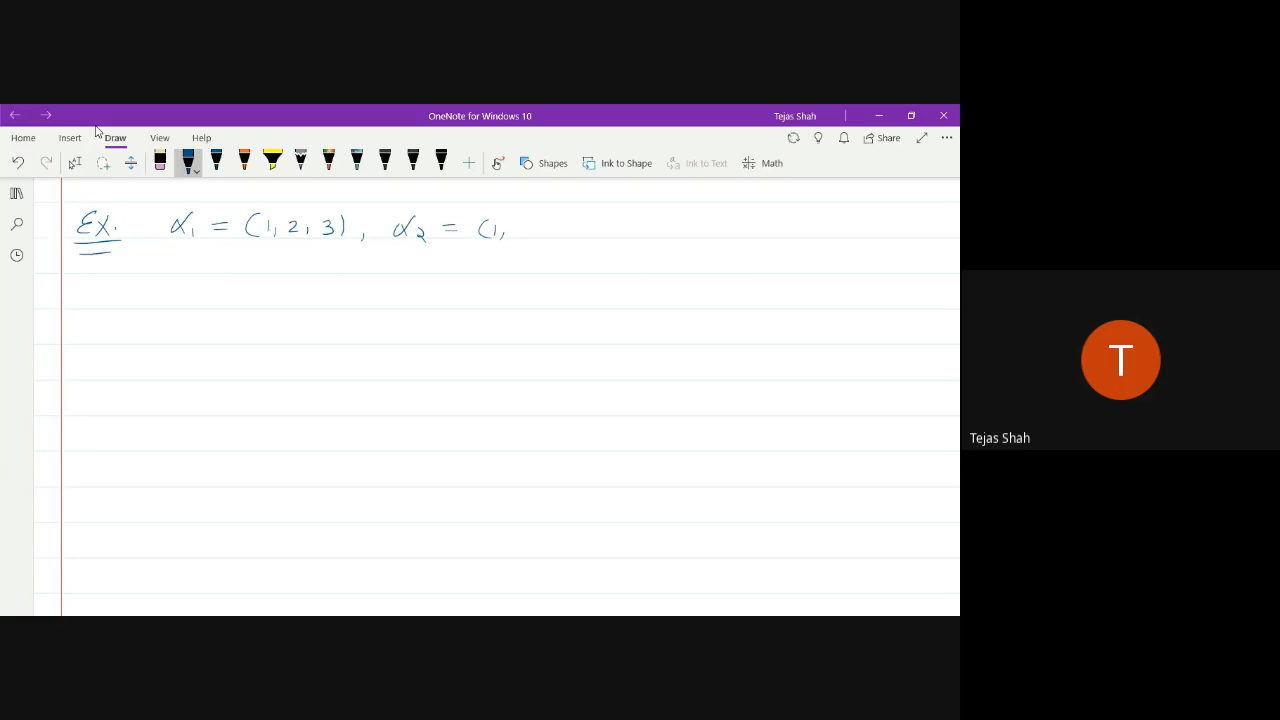 OneNote for Windows 10
Tejas Shah
Home Insert Draw View Help
Share
Shapes Ink to Shape Ink to Text Math
Ex. α₁ = (1, 2, 3), α₂ = (1,
T
Tejas Shah